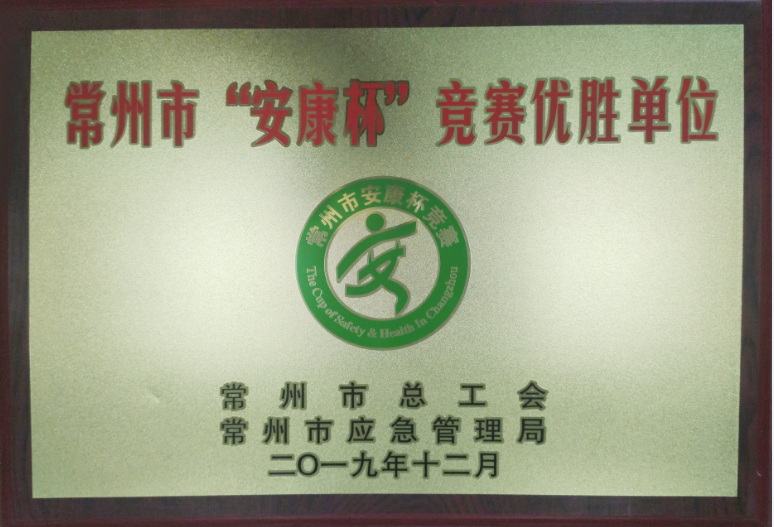 常州市“安康杯”竞赛优胜单位
常州市安康杯竞赛
The Cup of Safety & Health In Changzhou
常州市总工会
常州市应急管理局
二〇一九年十二月